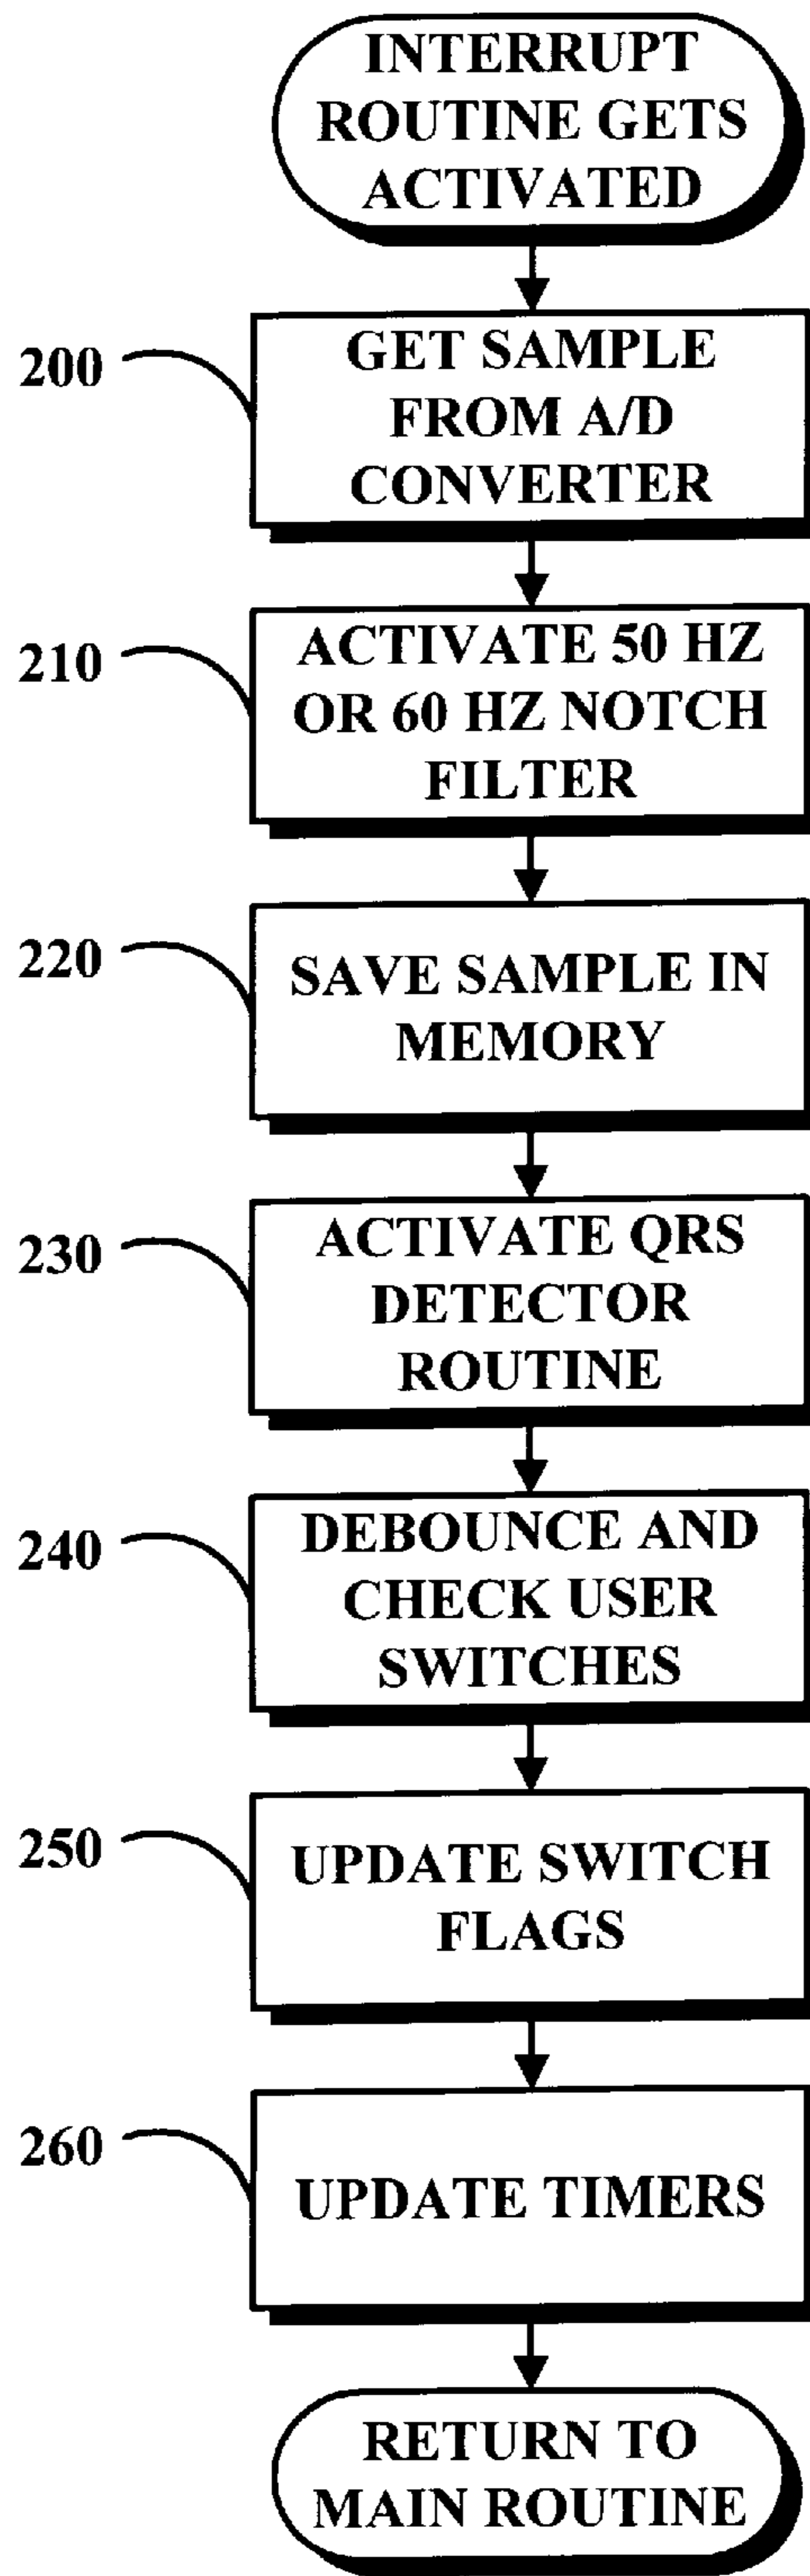 INTERRUPT
ROUTINE GETS
ACTIVATED
200
GET SAMPLE
FROM A/D
CONVERTER
210
ACTIVATE 50 HZ
OR 60 HZ NOTCH
FILTER
220
SAVE SAMPLE IN
MEMORY
230
ACTIVATE QRS
DETECTOR
ROUTINE
240
DEBOUNCE AND
CHECK USER
SWITCHES
250
UPDATE SWITCH
FLAGS
260
UPDATE TIMERS
RETURN TO
MAIN ROUTINE